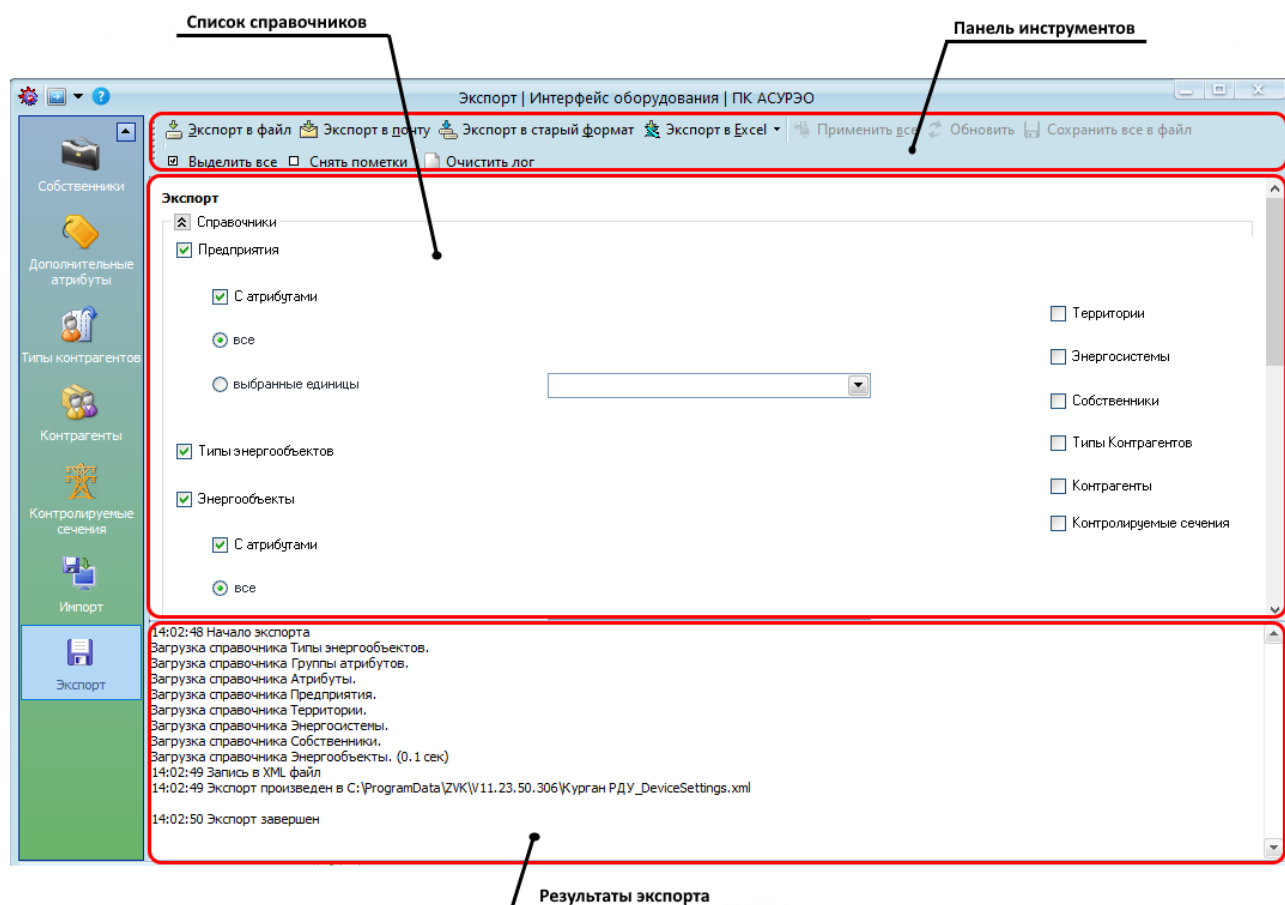 Список справочников
Панель инструментов
Экспорт | Интерфейс оборудования | ПК АСУРЭО
Экспорт в файл Экспорт в почту Экспорт в старый формат Экспорт в Excel Применить все Обновить Сохранить все в файл
Выделить все Снять пометки Очистить лог
Собственники
Дополнительные
атрибуты
Типы контрагентов
Контрагенты
Контролируемые
сечения
Импорт
Экспорт
Экспорт
Справочники
Предприятия
С атрибутами
все
выбранные единицы
Типы энергообъектов
Энергообъекты
С атрибутами
все
Территории
Энергосистемы
Собственники
Типы Контрагентов
Контрагенты
Контролируемые сечения
14:02:48 Начало экспорта
Загрузка справочника Типы энергообъектов.
Загрузка справочника Группы атрибутов.
Загрузка справочника Атрибуты.
Загрузка справочника Предприятия.
Загрузка справочника Территории.
Загрузка справочника Энергосистемы.
Загрузка справочника Собственники.
Загрузка справочника Энергообъекты. (0.1 сек)
14:02:49 Запись в XML файл
14:02:49 Экспорт произведен в C:\ProgramData\ZVK\V11.23.50.306\Курган РДУ_DeviceSettings.xml
14:02:50 Экспорт завершен
Результаты экспорта